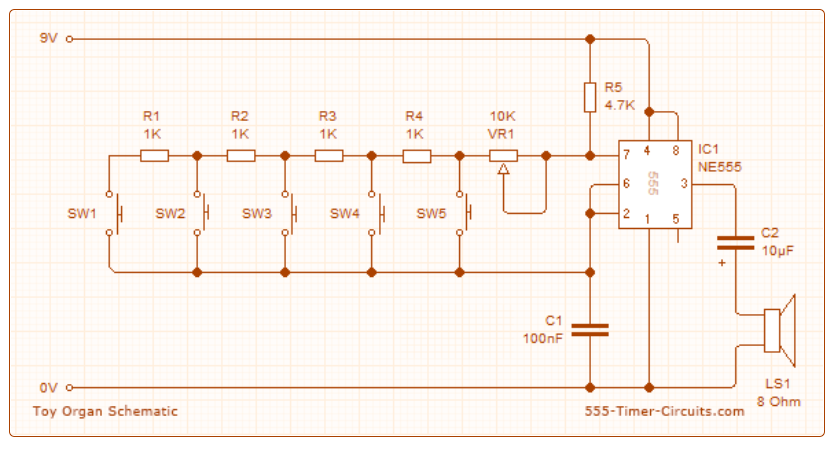 9V
R5
4.7K
R1
1K
R2
1K
R3
1K
R4
1K
10K
VR1
IC1
NE555
7
4
8
6
555
3
2
1
5
SW1
SW2
SW3
SW4
SW5
C2
10µF
+
C1
100nF
0V
LS1
8 Ohm
Toy Organ Schematic
555-Timer-Circuits.com